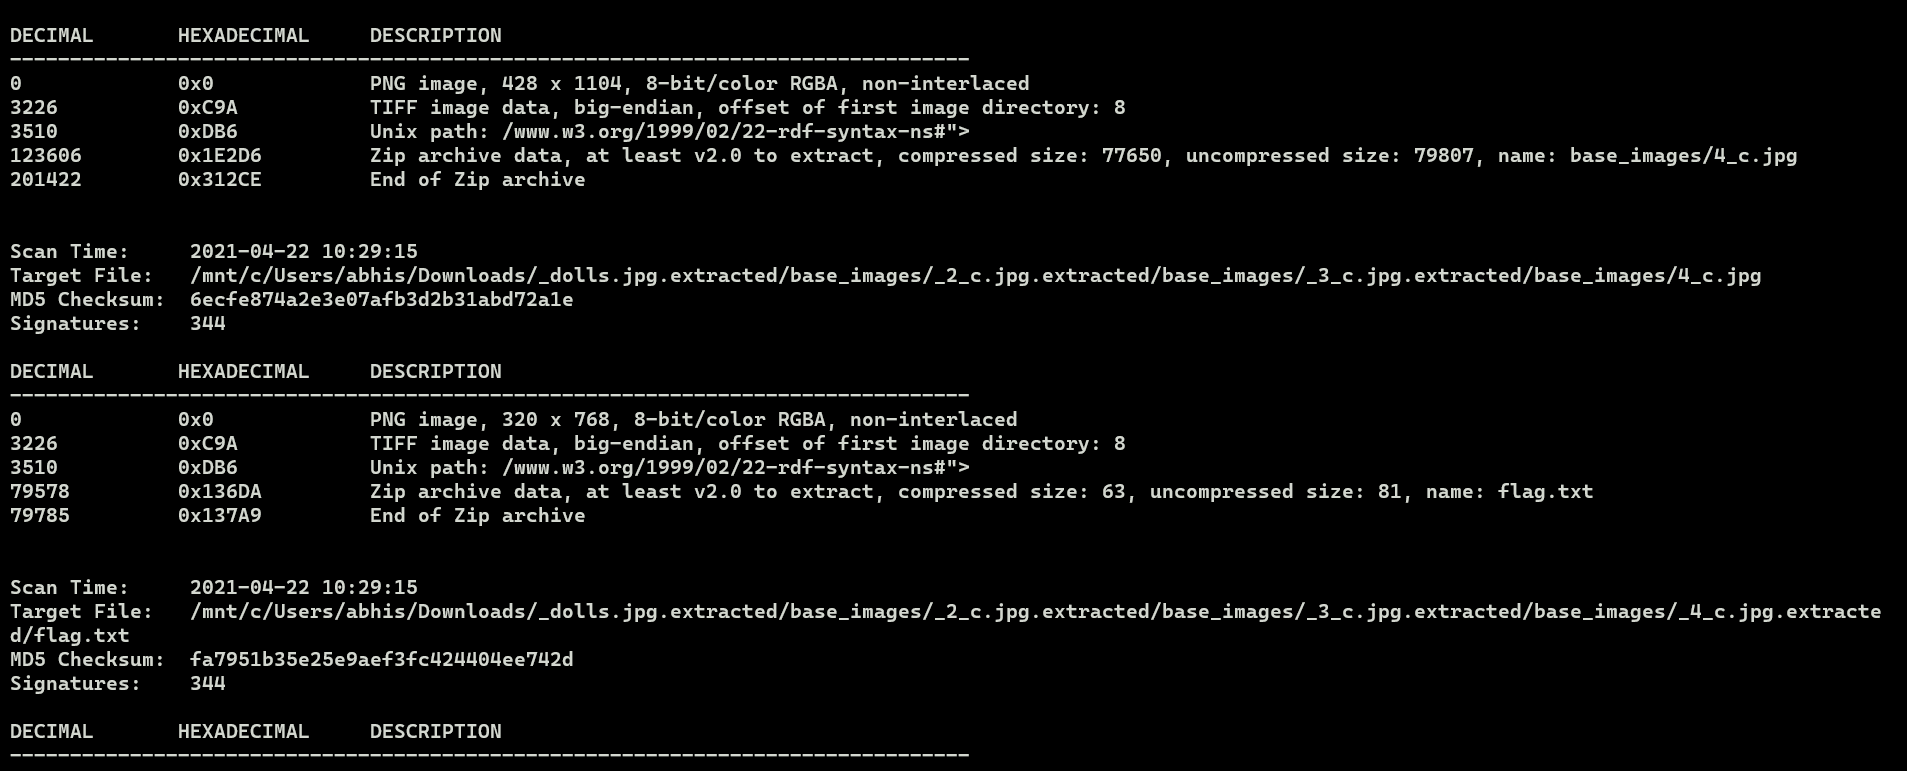 DECIMAL       HEXADECIMAL     DESCRIPTION
--------------------------------------------------------------------------------
0             0x0             PNG image, 428 x 1104, 8-bit/color RGBA, non-interlaced
3226          0xC9A           TIFF image data, big-endian, offset of first image directory: 8
3510          0xDB6           Unix path: /www.w3.org/1999/02/22-rdf-syntax-ns#">
123606        0x1E2D6         Zip archive data, at least v2.0 to extract, compressed size: 77650, uncompressed size: 79807, name: base_images/4_c.jpg
201422        0x312CE         End of Zip archive
Scan Time:     2021-04-22 10:29:15
Target File:   /mnt/c/Users/abhis/Downloads/_dolls.jpg.extracted/base_images/_2_c.jpg.extracted/base_images/_3_c.jpg.extracted/base_images/4_c.jpg
MD5 Checksum:  6ecfe874a2e3e07afb3d2b31abd72a1e
Signatures:    344
DECIMAL       HEXADECIMAL     DESCRIPTION
--------------------------------------------------------------------------------
0             0x0             PNG image, 320 x 768, 8-bit/color RGBA, non-interlaced
3226          0xC9A           TIFF image data, big-endian, offset of first image directory: 8
3510          0xDB6           Unix path: /www.w3.org/1999/02/22-rdf-syntax-ns#">
79578         0x136DA         Zip archive data, at least v2.0 to extract, compressed size: 63, uncompressed size: 81, name: flag.txt
79785         0x137A9         End of Zip archive
Scan Time:     2021-04-22 10:29:15
Target File:   /mnt/c/Users/abhis/Downloads/_dolls.jpg.extracted/base_images/_2_c.jpg.extracted/base_images/_3_c.jpg.extracted/base_images/_4_c.jpg.extracte
d/flag.txt
MD5 Checksum:  fa7951b35e25e9aef3fc424404ee742d
Signatures:    344
DECIMAL       HEXADECIMAL     DESCRIPTION
--------------------------------------------------------------------------------